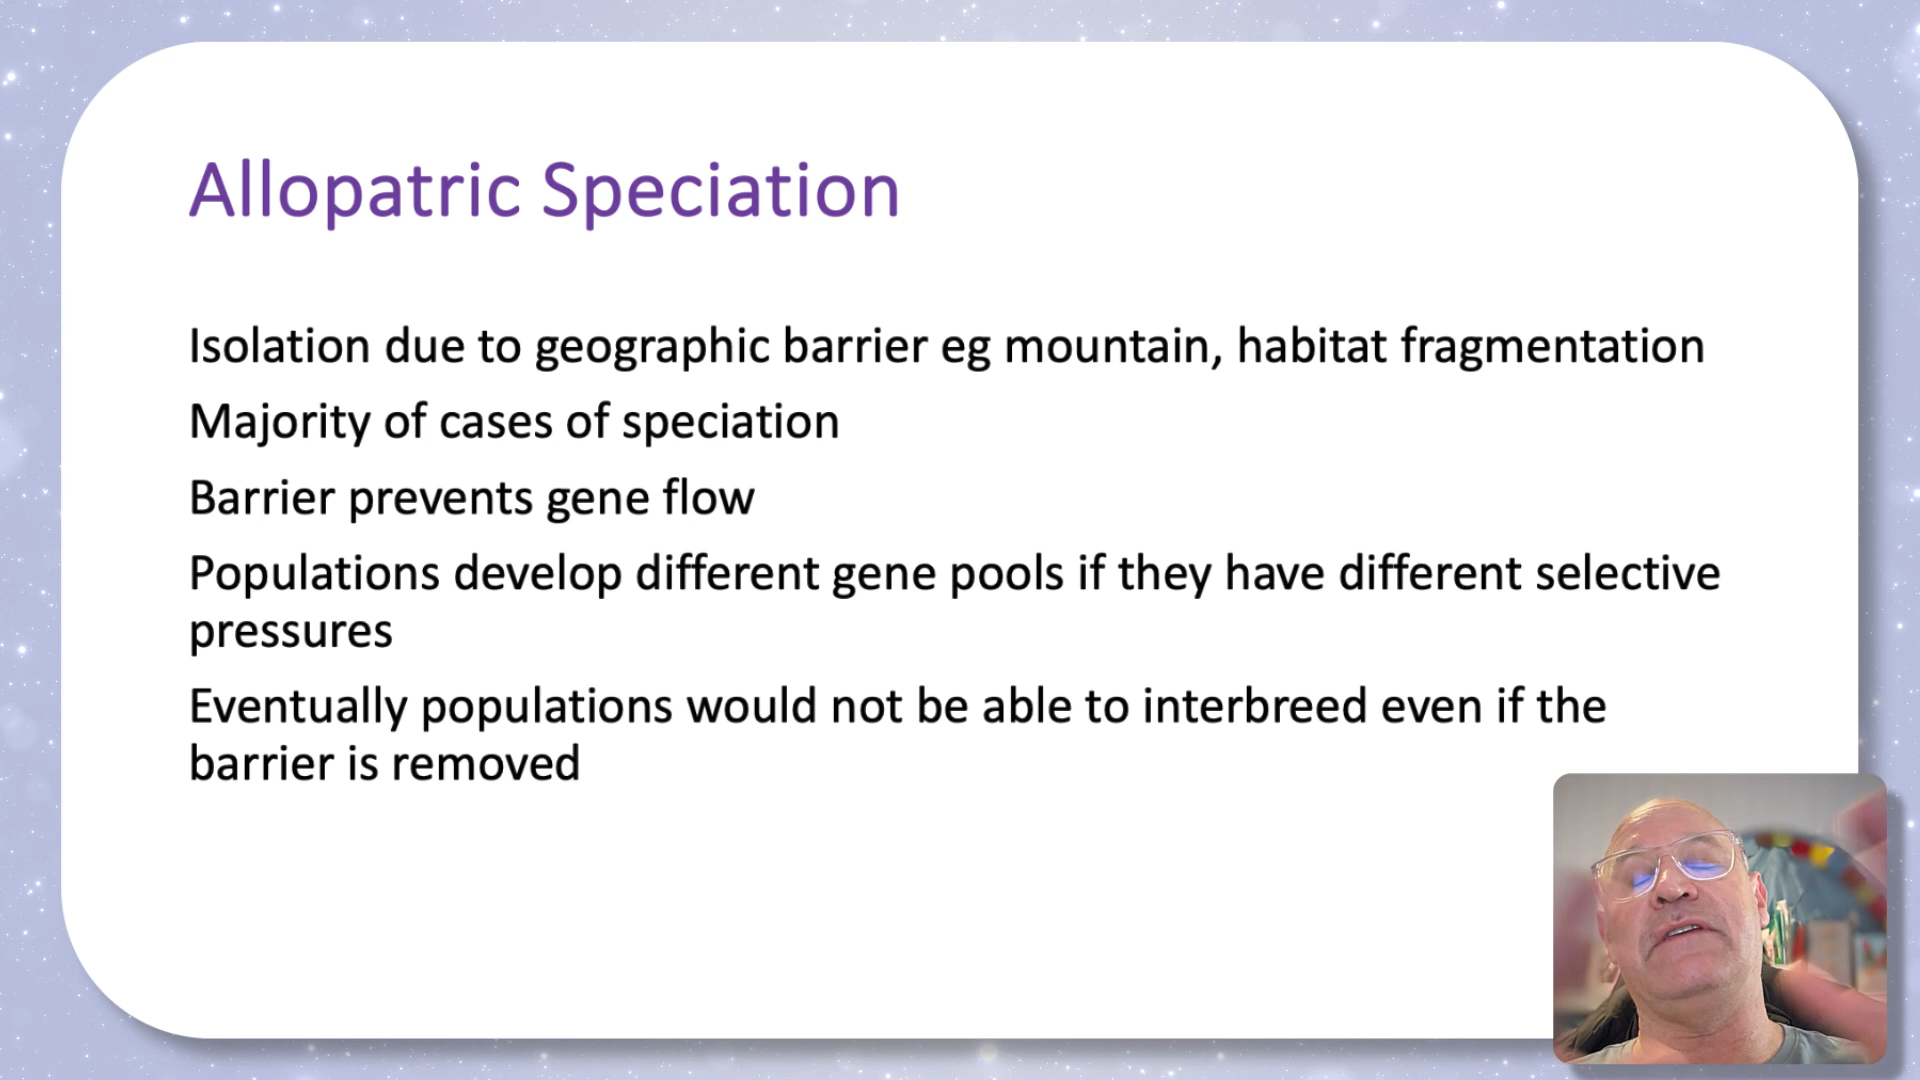 Allopatric Speciation
Isolation due to geographic barrier eg mountain, habitat fragmentation
Majority of cases of speciation
Barrier prevents gene flow
Populations develop different gene pools if they have different selective
pressures
Eventually populations would not be able to interbreed even if the
barrier is removed